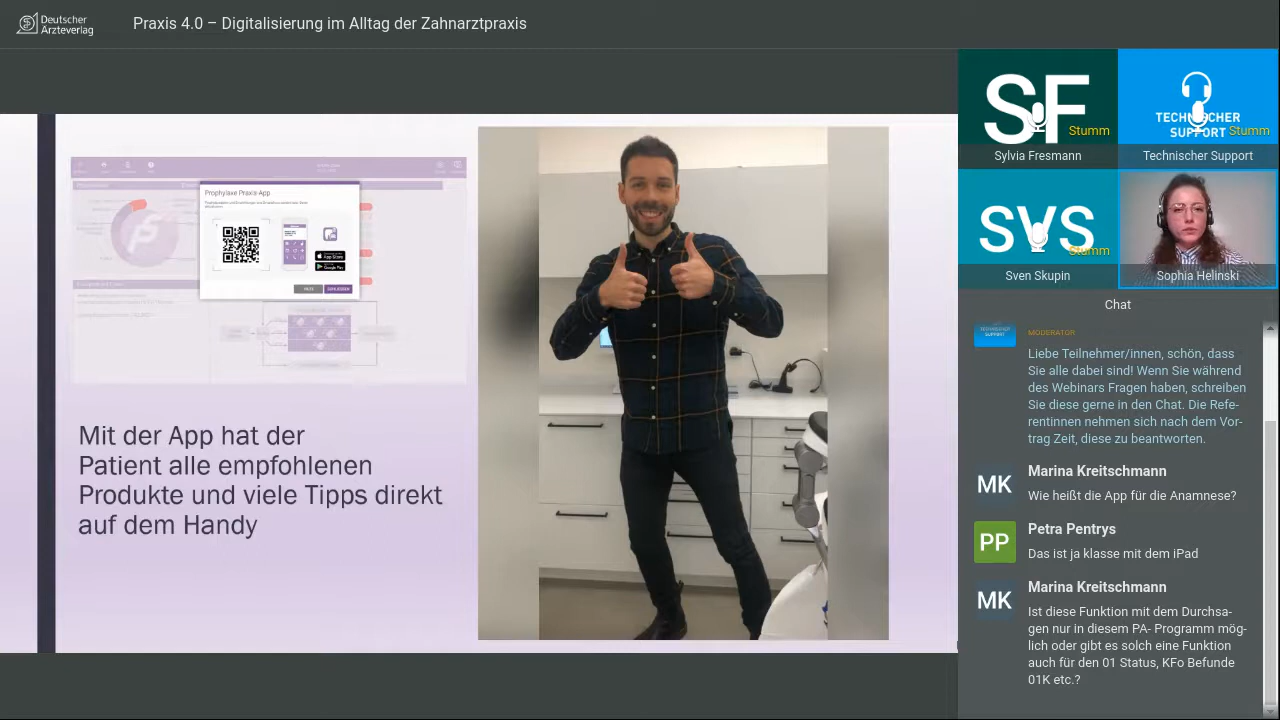 Deutscher
Ärzteverlag
Praxis 4.0 – Digitalisierung im Alltag der Zahnarztpraxis
Prophylaxe Praxis-App
App Store
Google Play
Mit der App hat der
Patient alle empfohlenen
Produkte und viele Tipps direkt
auf dem Handy
SF
Stumm
Sylvia Fresmann
TECHNISCHER
SUPPORT
Stumm
Technischer Support
SVS
Stumm
Sven Skupin
Sophia Helinski
Chat
TECHNISCHER
SUPPORT
MODERATOR
Liebe Teilnehmer/innen, schön, dass
Sie alle dabei sind! Wenn Sie während
des Webinars Fragen haben, schreiben
Sie diese gerne in den Chat. Die Refe-
rentinnen nehmen sich nach dem Vor-
trag Zeit, diese zu beantworten.
MK
Marina Kreitschmann
Wie heißt die App für die Anamnese?
PP
Petra Pentrys
Das ist ja klasse mit dem iPad
MK
Marina Kreitschmann
Ist diese Funktion mit dem Durchsa-
gen nur in diesem PA- Programm mög-
lich oder gibt es solch eine Funktion
auch für den 01 Status, KFo Befunde
01K etc.?